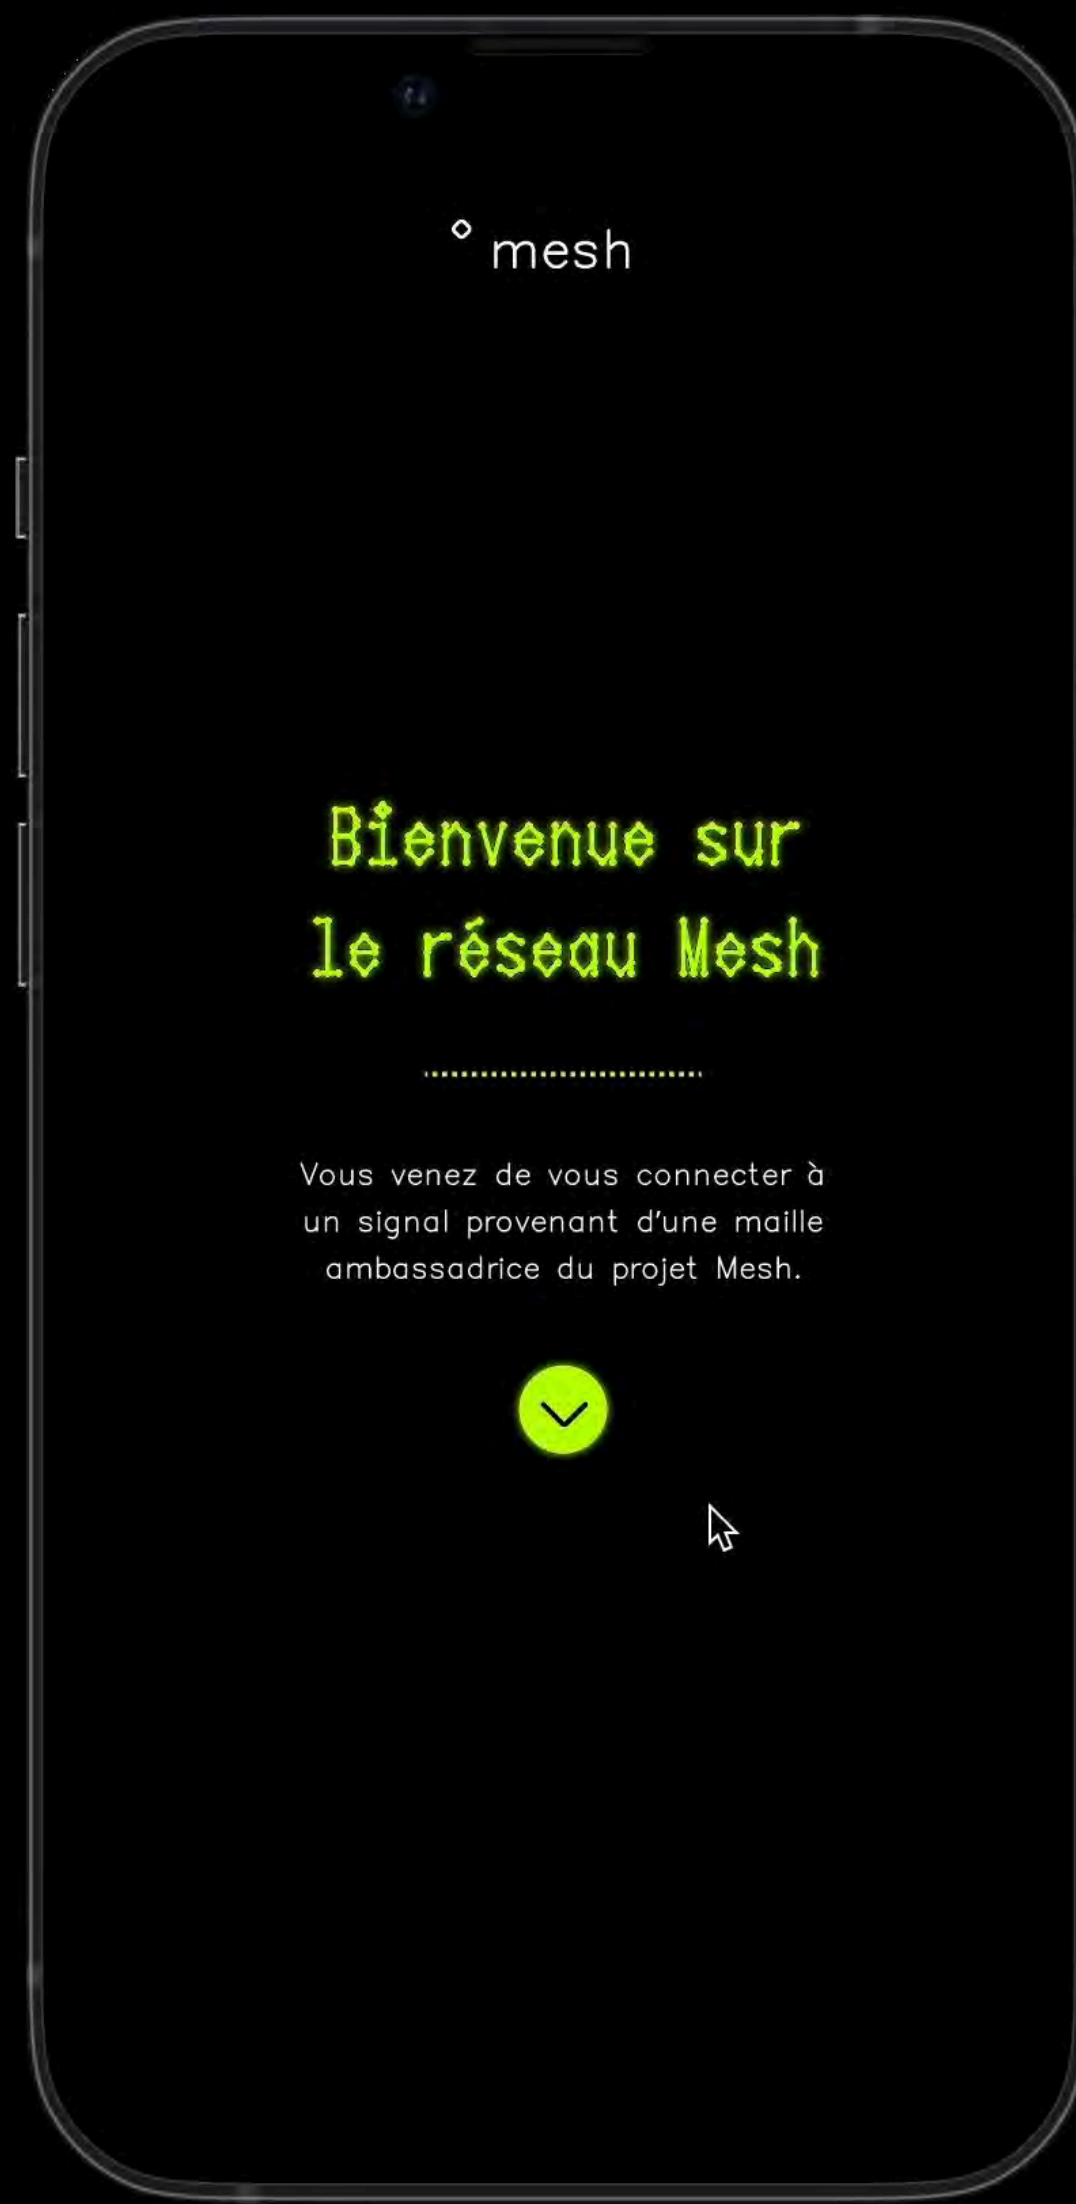 mesh
Bienvenue sur
le réseau Mesh
Vous venez de vous connecter à
un signal provenant d'une maille
ambassadrice du projet Mesh.